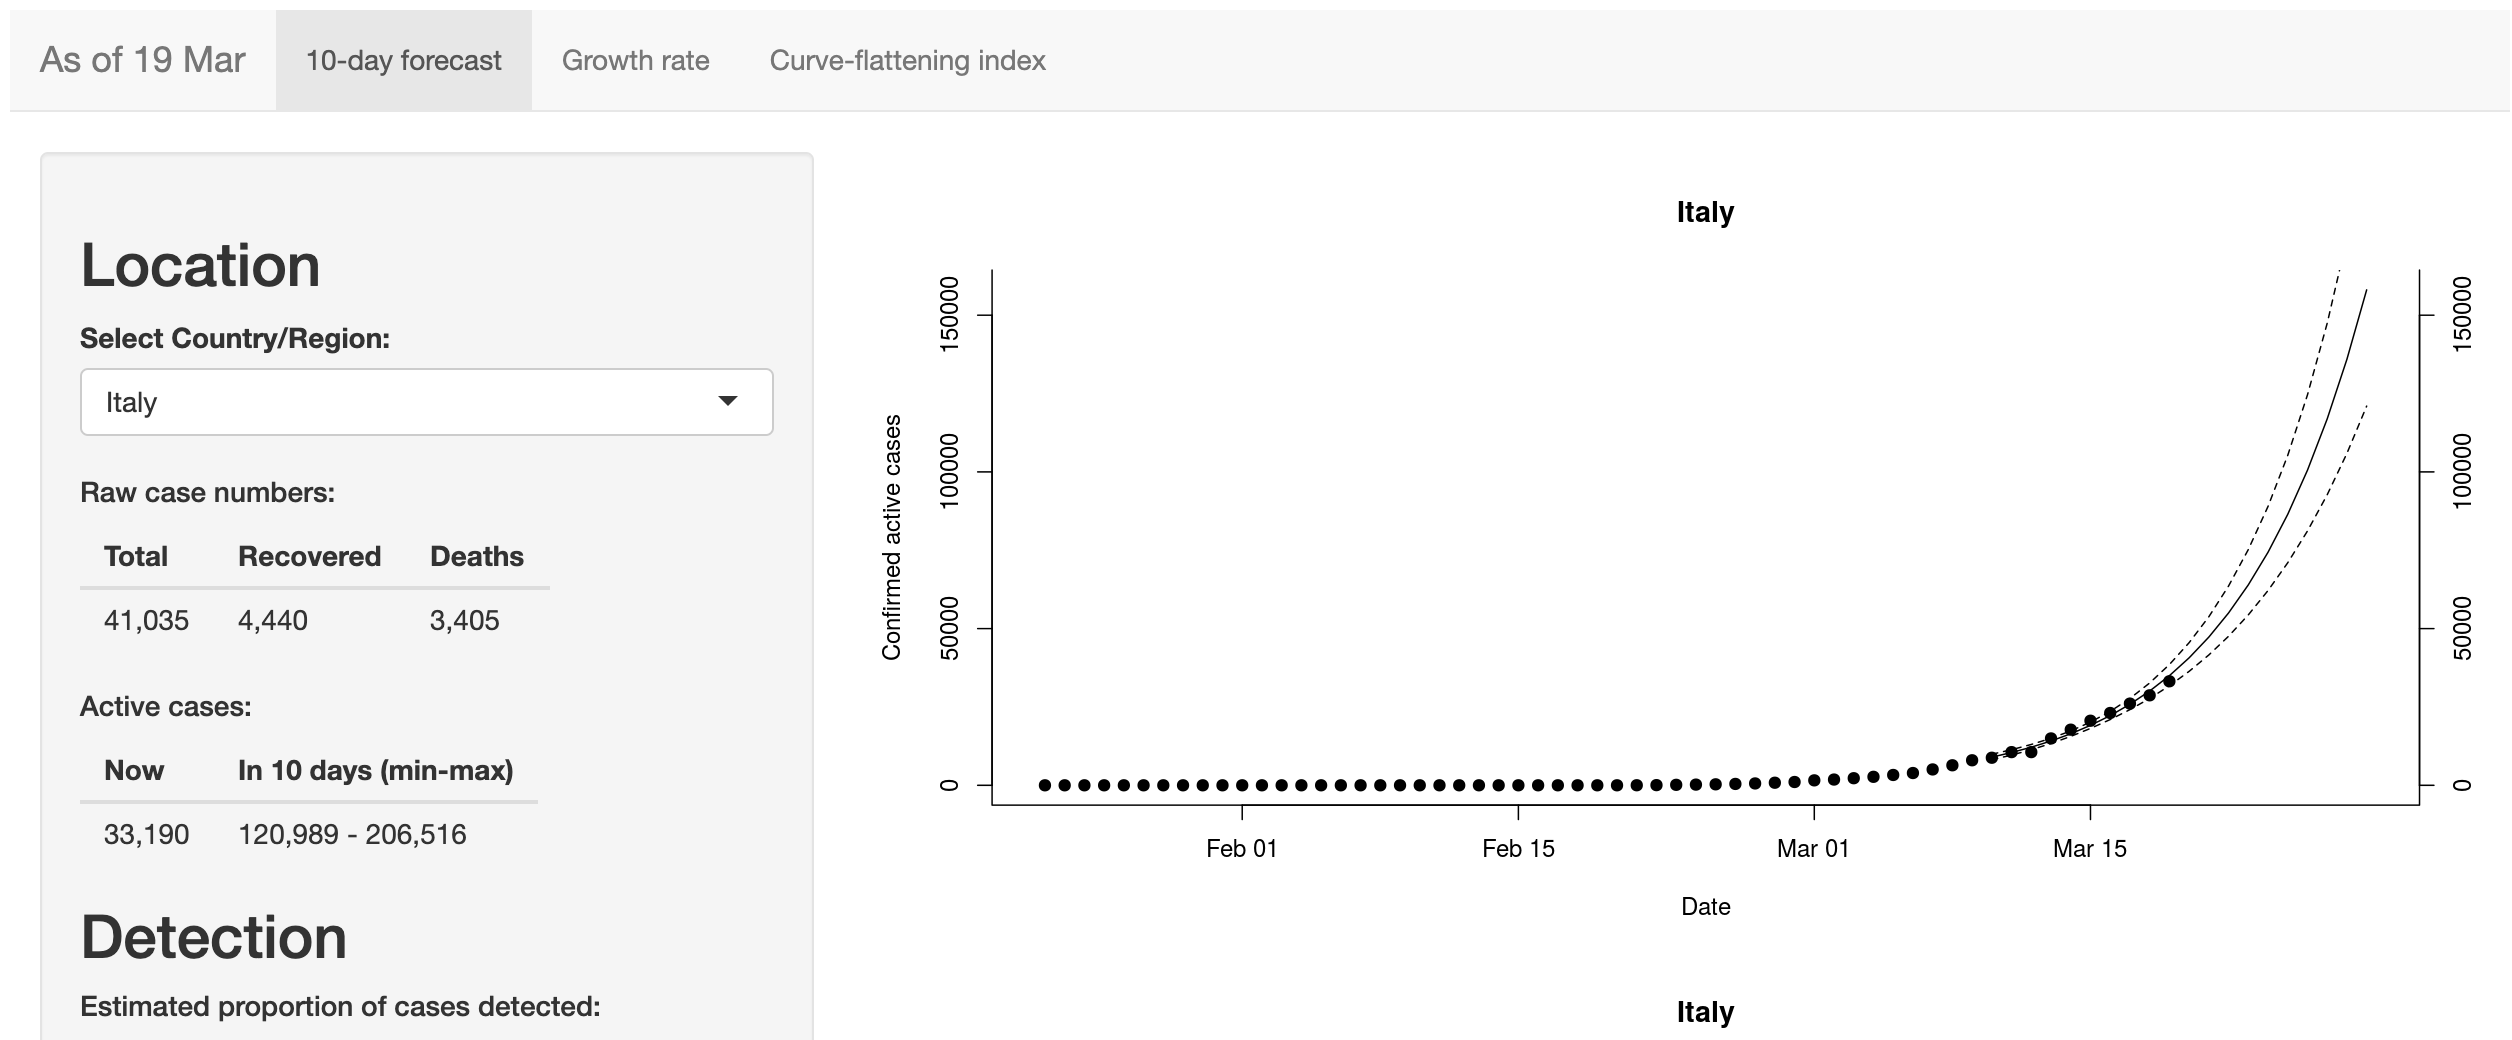 As of 19 Mar
10-day forecast
Growth rate
Curve-flattening index
Location
Select Country/Region:
Italy
Raw case numbers:
Total Recovered Deaths
41,035 4,440 3,405
Active cases:
Now In 10 days (min-max)
33,190 120,989 - 206,516
Detection
Estimated proportion of cases detected:
Italy
Confirmed active cases
150000
100000
50000
0
150000
100000
50000
0
Feb 01 Feb 15 Mar 01 Mar 15
Date
Italy